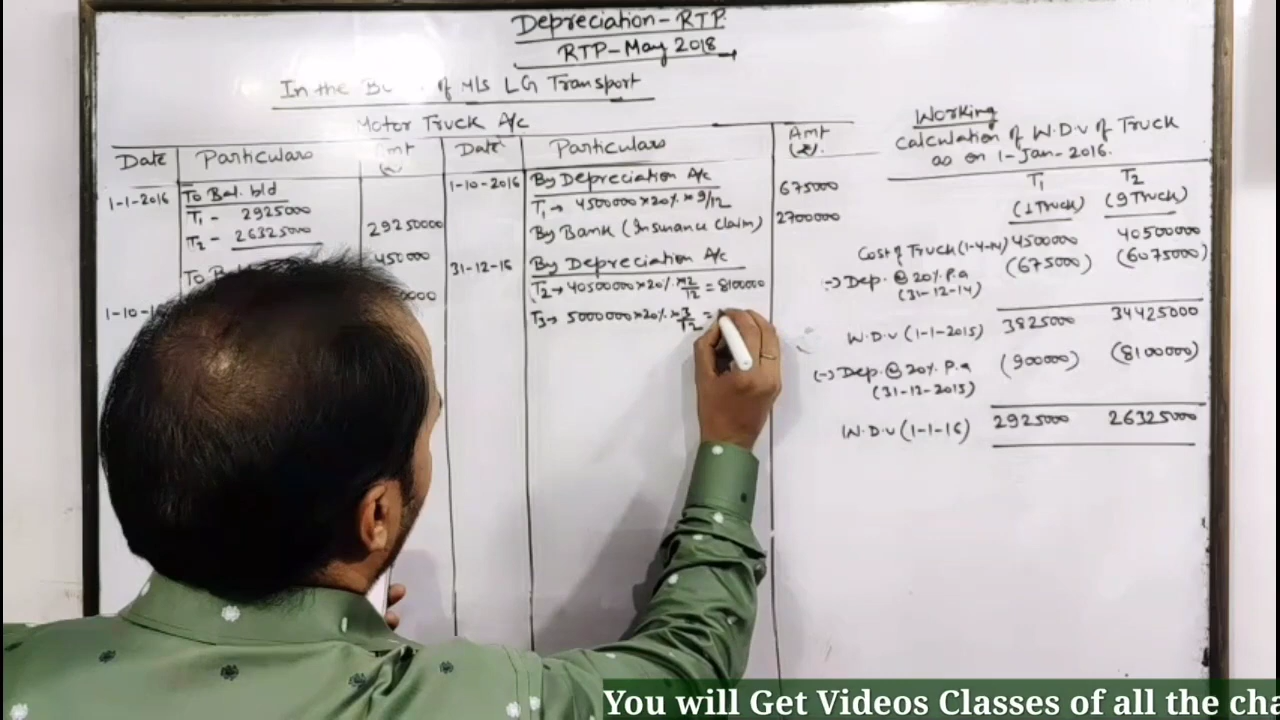 Depreciation - RTP
RTP - May 2018
In the of M/s LG Transport
Motor Truck A/c
Date Particulars Amt (₹) Date Particulars Amt (₹).
1-1-2016 To Bal. b/d
T1 - 2925000
T2 - 26325000 29250000
450000
1-10-
1-10-2016 By Depreciation A/c 675000
T1 → 4500000 × 20% × 9/12
By Bank (Insurance Claim) 2700000
31-12-16 By Depreciation A/c
T2 → 40500000 × 20% × 12/12 = 8100000
T3 → 5000000 × 20% × 3/12 =
Working
Calculation of W.D.V of Truck
as on 1-Jan-2016.
T1 T2
(1 Truck) (9 Truck)
Cost of Truck (1-4-14) 4500000 40500000
(-) Dep. @ 20% P.a (675000) (6075000)
(31-12-14)
W.D.V (1-1-2015) 3825000 34425000
(-) Dep. @ 20% P.a (900000) (8100000)
(31-12-2015)
W.D.V (1-1-16) 2925000 26325000
You will Get Videos Classes of all the cha